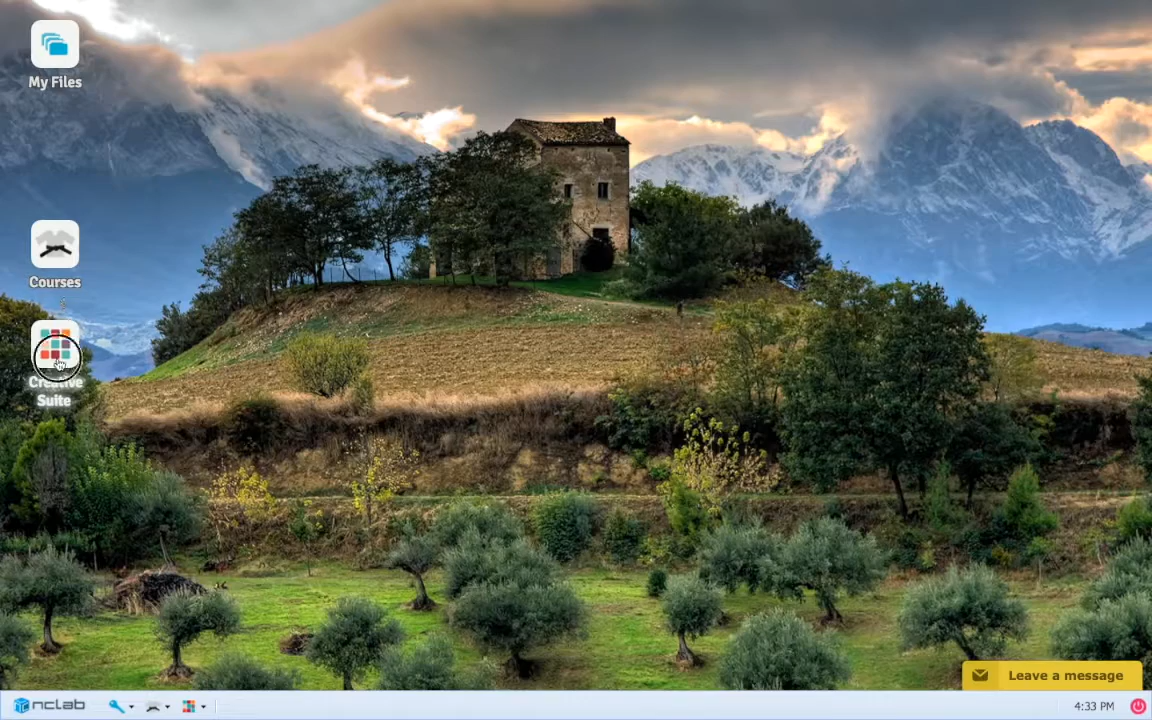 My Files
Courses
Creative
Suite
Leave a message
nclab
4:33 PM